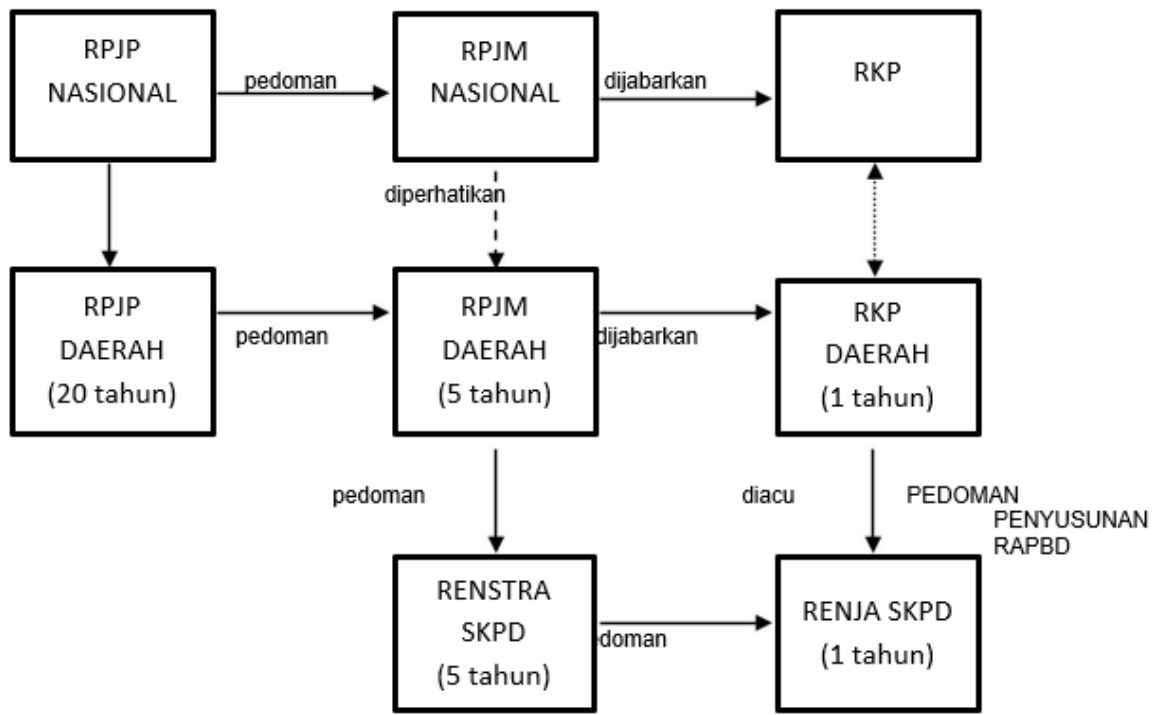 RPJP
NASIONAL
pedoman
RPJM
NASIONAL
dijabarkan
RKP
diperhatikan
RPJP
DAERAH
(20 tahun)
pedoman
RPJM
DAERAH
(5 tahun)
dijabarkan
RKP
DAERAH
(1 tahun)
pedoman
diacu
PEDOMAN
PENYUSUNAN
RAPBD
RENSTRA
SKPD
(5 tahun)
edoman
RENJA SKPD
(1 tahun)